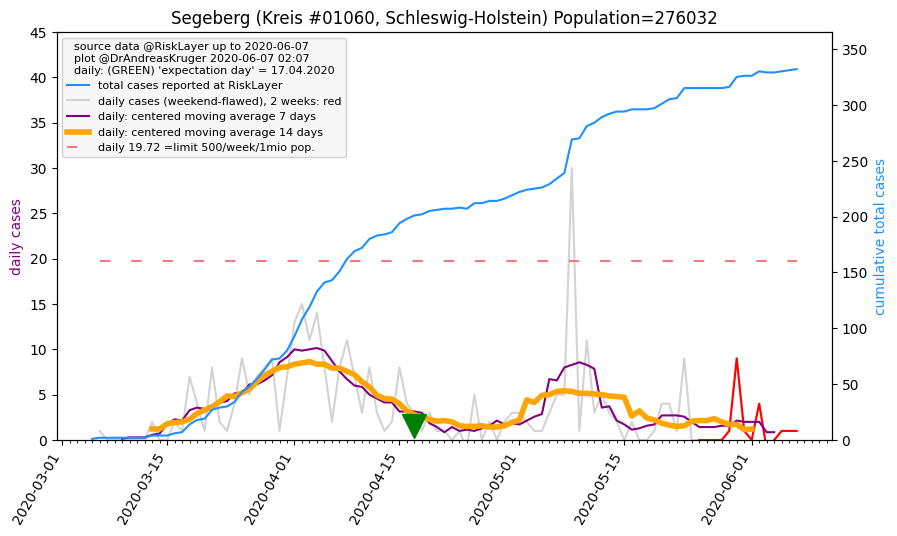 Segeberg (Kreis #01060, Schleswig-Holstein) Population=276032
source data @RiskLayer up to 2020-06-07
plot @DrAndreasKruger 2020-06-07 02:07
daily: (GREEN) 'expectation day' = 17.04.2020
total cases reported at RiskLayer
daily cases (weekend-flawed), 2 weeks: red
daily: centered moving average 7 days
daily: centered moving average 14 days
daily 19.72 =limit 500/week/1mio pop.
daily cases
45
40
35
30
25
20
15
10
5
0
350
300
250
200
150
100
50
0
cumulative total cases
2020-03-01
2020-03-15
2020-04-01
2020-04-15
2020-05-01
2020-05-15
2020-06-01